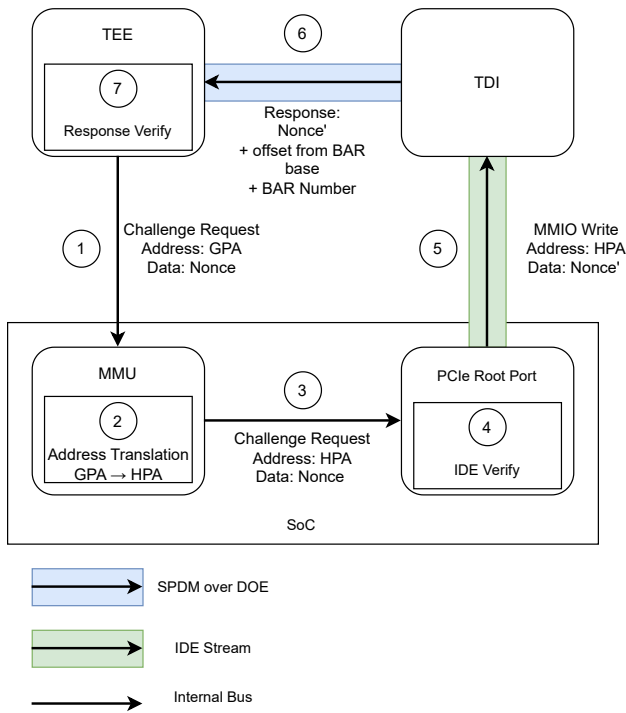 TEE
7
Response Verify
6
Response:
Nonce'
+ offset from BAR
base
+ BAR Number
TDI
1
Challenge Request
Address: GPA
Data: Nonce
5
MMIO Write
Address: HPA
Data: Nonce'
MMU
2
Address Translation
GPA → HPA
3
Challenge Request
Address: HPA
Data: Nonce
PCIe Root Port
4
IDE Verify
SoC
SPDM over DOE
IDE Stream
Internal Bus